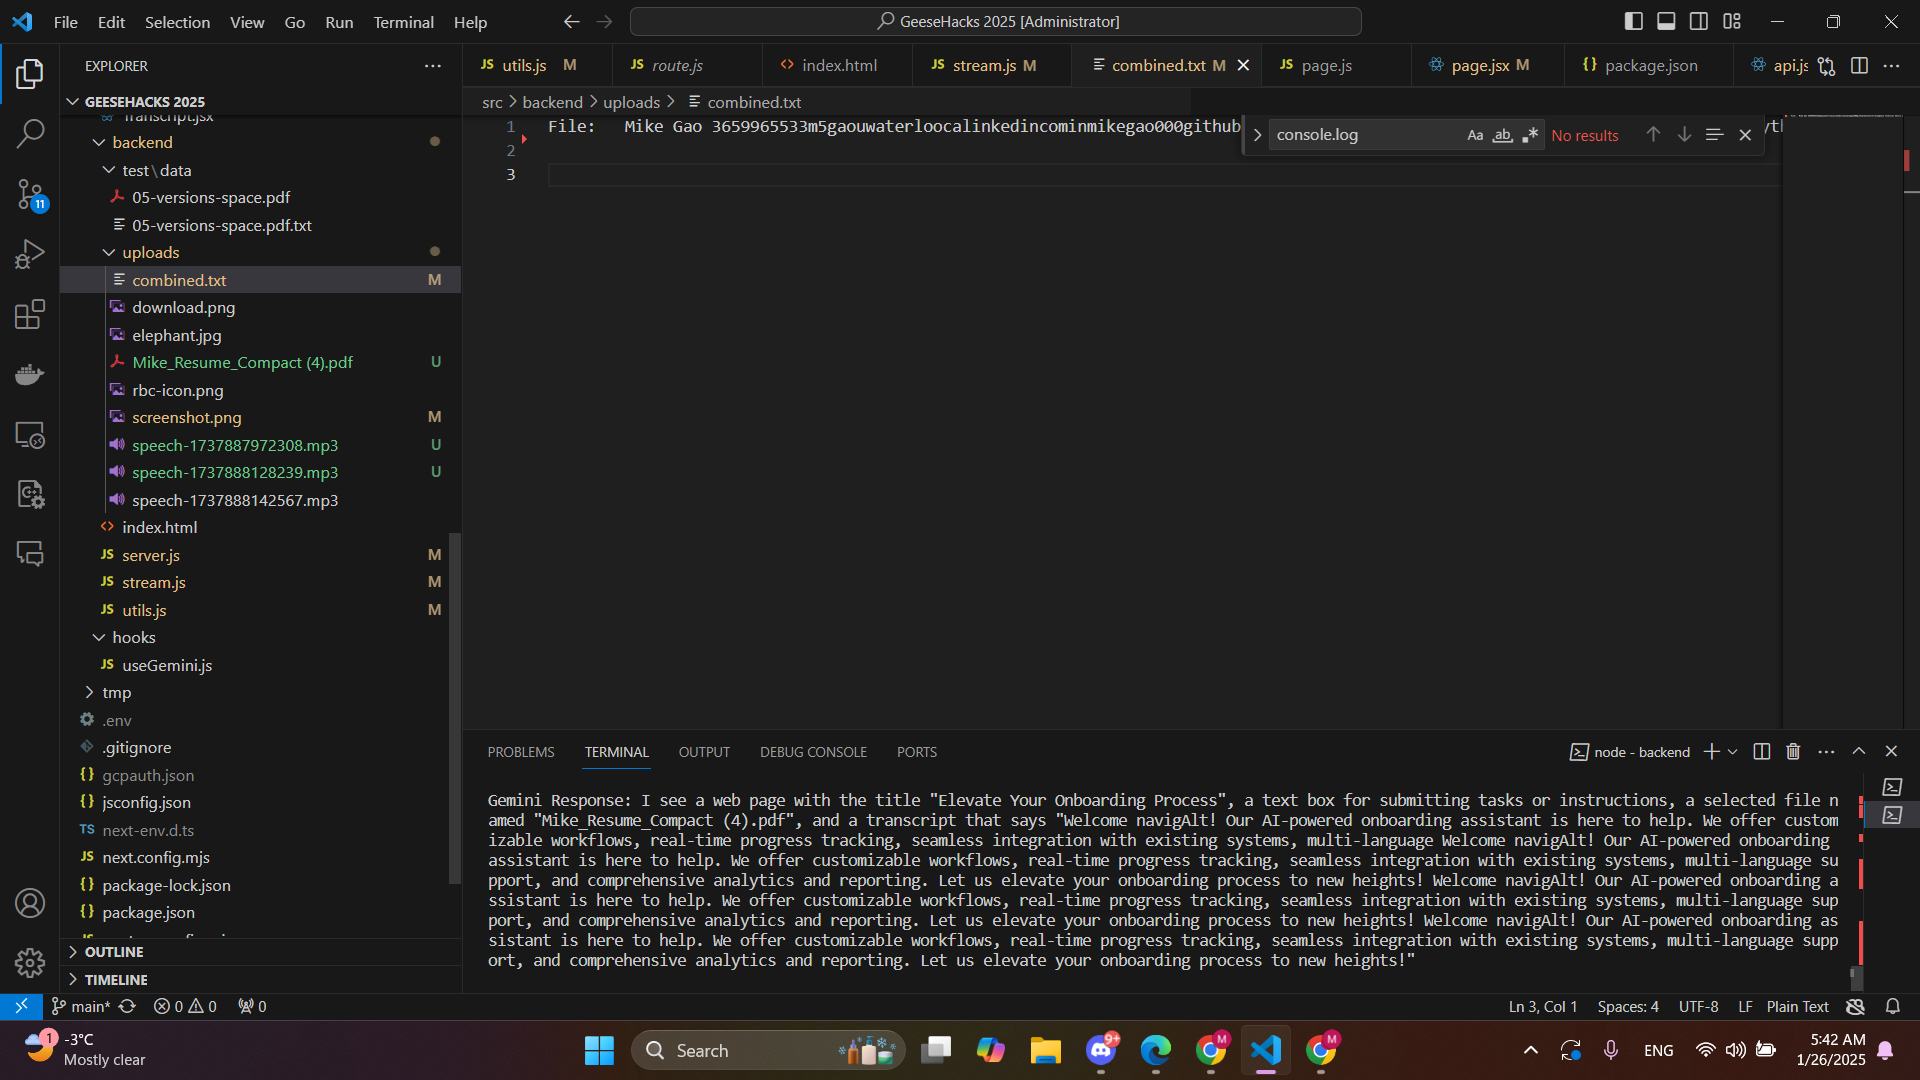 File Edit Selection View Go Run Terminal Help
GeeseHacks 2025 [Administrator]
EXPLORER
GEESEHACKS 2025
Transcript.jsx
backend
test\data
05-versions-space.pdf
05-versions-space.pdf.txt
uploads
combined.txt M
download.png
elephant.jpg
Mike_Resume_Compact (4).pdf U
rbc-icon.png
screenshot.png M
speech-1737887972308.mp3 U
speech-1737888128239.mp3 U
speech-1737888142567.mp3
index.html
server.js M
stream.js M
utils.js M
hooks
useGemini.js
tmp
.env
.gitignore
gcpauth.json
jsconfig.json
next-env.d.ts
next.config.mjs
package-lock.json
package.json
OUTLINE
TIMELINE
11
utils.js M route.js index.html stream.js M combined.txt M page.js page.jsx M package.json api.js
src > backend > uploads > combined.txt
1 File: Mike Gao 3659965533m5gaouwaterloocalinkedincominmikegao000github
2
3
console.log Aa ab No results
PROBLEMS TERMINAL OUTPUT DEBUG CONSOLE PORTS
node - backend
Gemini Response: I see a web page with the title "Elevate Your Onboarding Process", a text box for submitting tasks or instructions, a selected file n
amed "Mike_Resume_Compact (4).pdf", and a transcript that says "Welcome navigAlt! Our AI-powered onboarding assistant is here to help. We offer custom
izable workflows, real-time progress tracking, seamless integration with existing systems, multi-language Welcome navigAlt! Our AI-powered onboarding
assistant is here to help. We offer customizable workflows, real-time progress tracking, seamless integration with existing systems, multi-language su
pport, and comprehensive analytics and reporting. Let us elevate your onboarding process to new heights! Welcome navigAlt! Our AI-powered onboarding a
ssistant is here to help. We offer customizable workflows, real-time progress tracking, seamless integration with existing systems, multi-language sup
port, and comprehensive analytics and reporting. Let us elevate your onboarding process to new heights! Welcome navigAlt! Our AI-powered onboarding as
sistant is here to help. We offer customizable workflows, real-time progress tracking, seamless integration with existing systems, multi-language supp
ort, and comprehensive analytics and reporting. Let us elevate your onboarding process to new heights!"
main* 0 0 0
Ln 3, Col 1 Spaces: 4 UTF-8 LF Plain Text
1 -3°C
Mostly clear
Search
9+
M
M
ENG
5:42 AM
1/26/2025